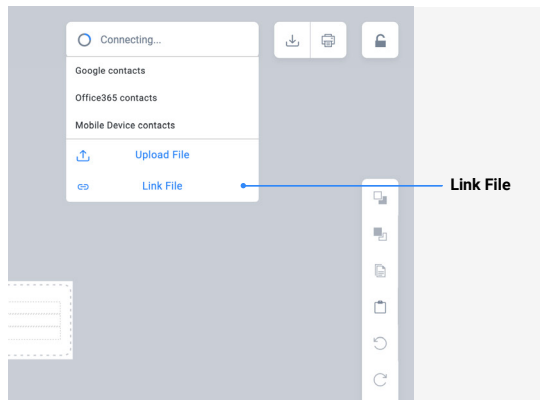 Connecting...
Google contacts
Office365 contacts
Mobile Device contacts
Upload File
Link File
Link File